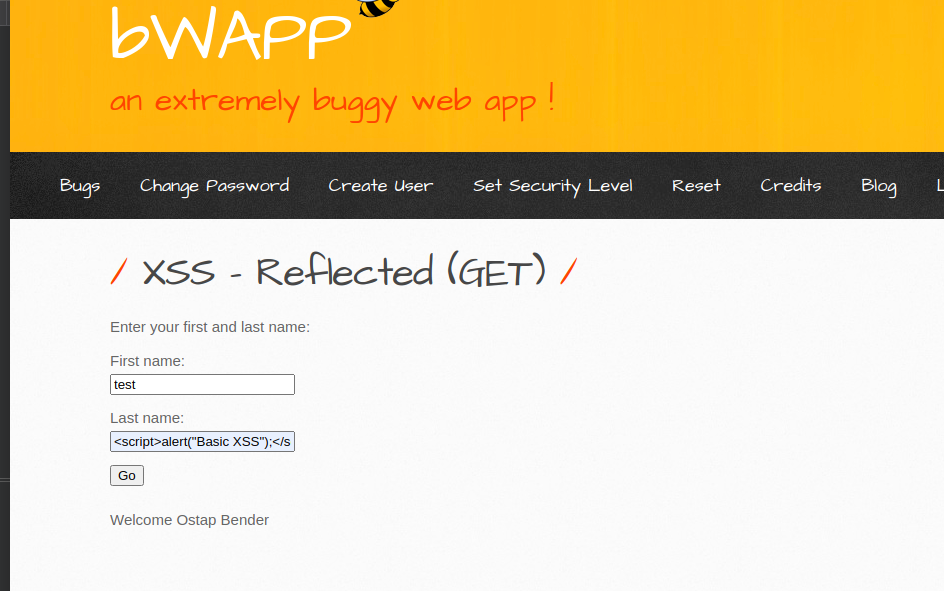 bWAPP
an extremely buggy web app !
Bugs Change Password Create User Set Security Level Reset Credits Blog L
/ XSS - Reflected (GET) /
Enter your first and last name:
First name:
test
Last name:
<script>alert("Basic XSS");</s
Go
Welcome Ostap Bender